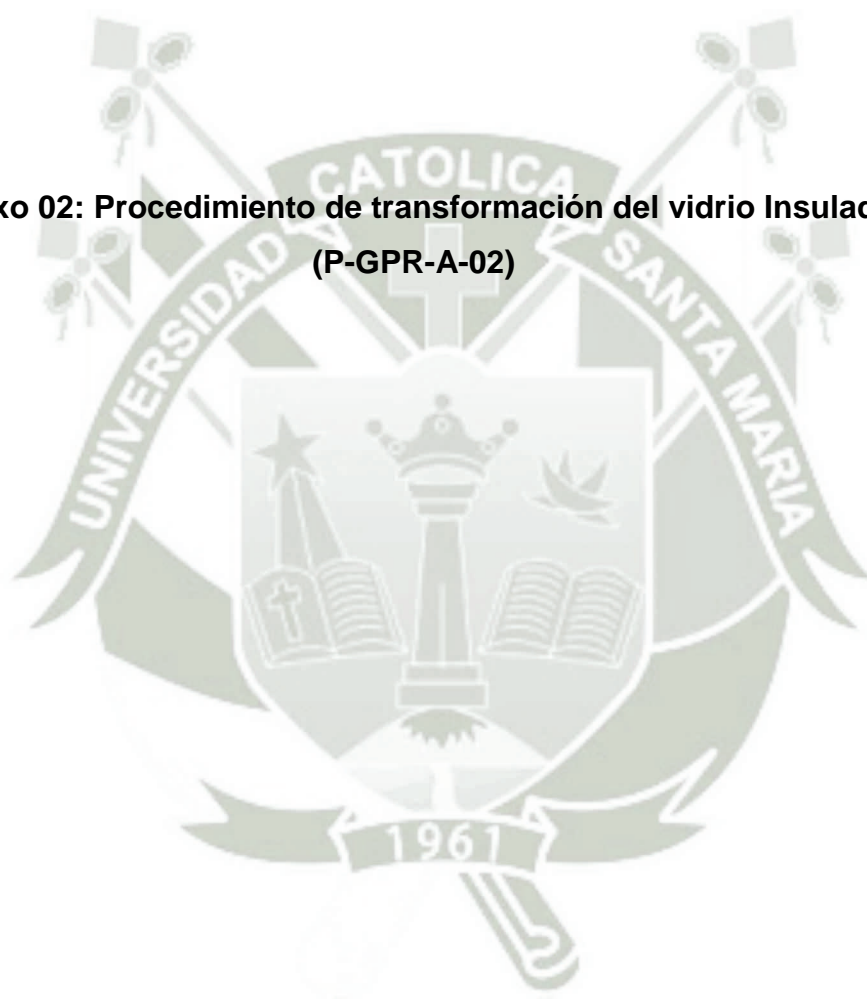 xo 02: Procedimiento de transformación del vidrio Insulad
(P-GPR-A-02)
UNIVERSIDAD CATOLICA SANTA MARIA
1961